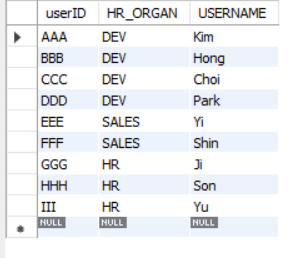 userID HR_ORGAN USERNAME
AAA DEV Kim
BBB DEV Hong
CCC DEV Choi
DDD DEV Park
EEE SALES Yi
FFF SALES Shin
GGG HR Ji
HHH HR Son
III HR Yu
NULL NULL NULL